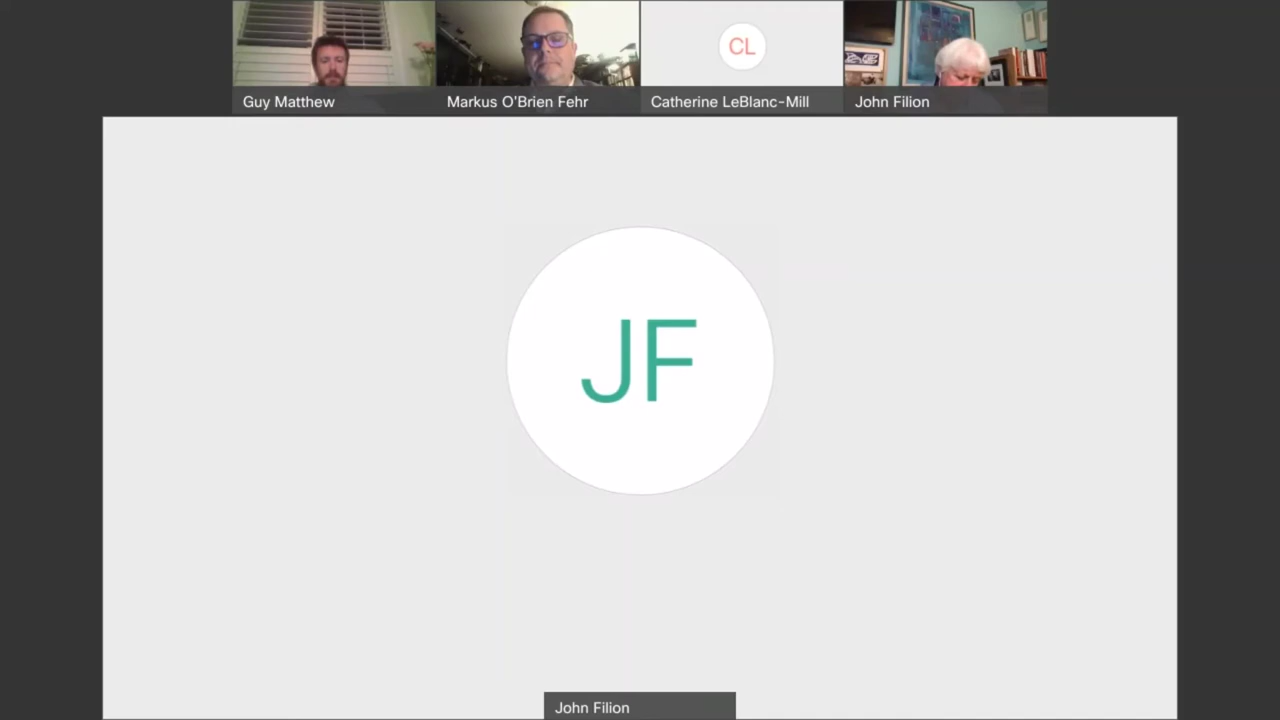 CL
Guy Matthew
Markus O'Brien Fehr
Catherine LeBlanc-Mill
John Filion
JF
John Filion